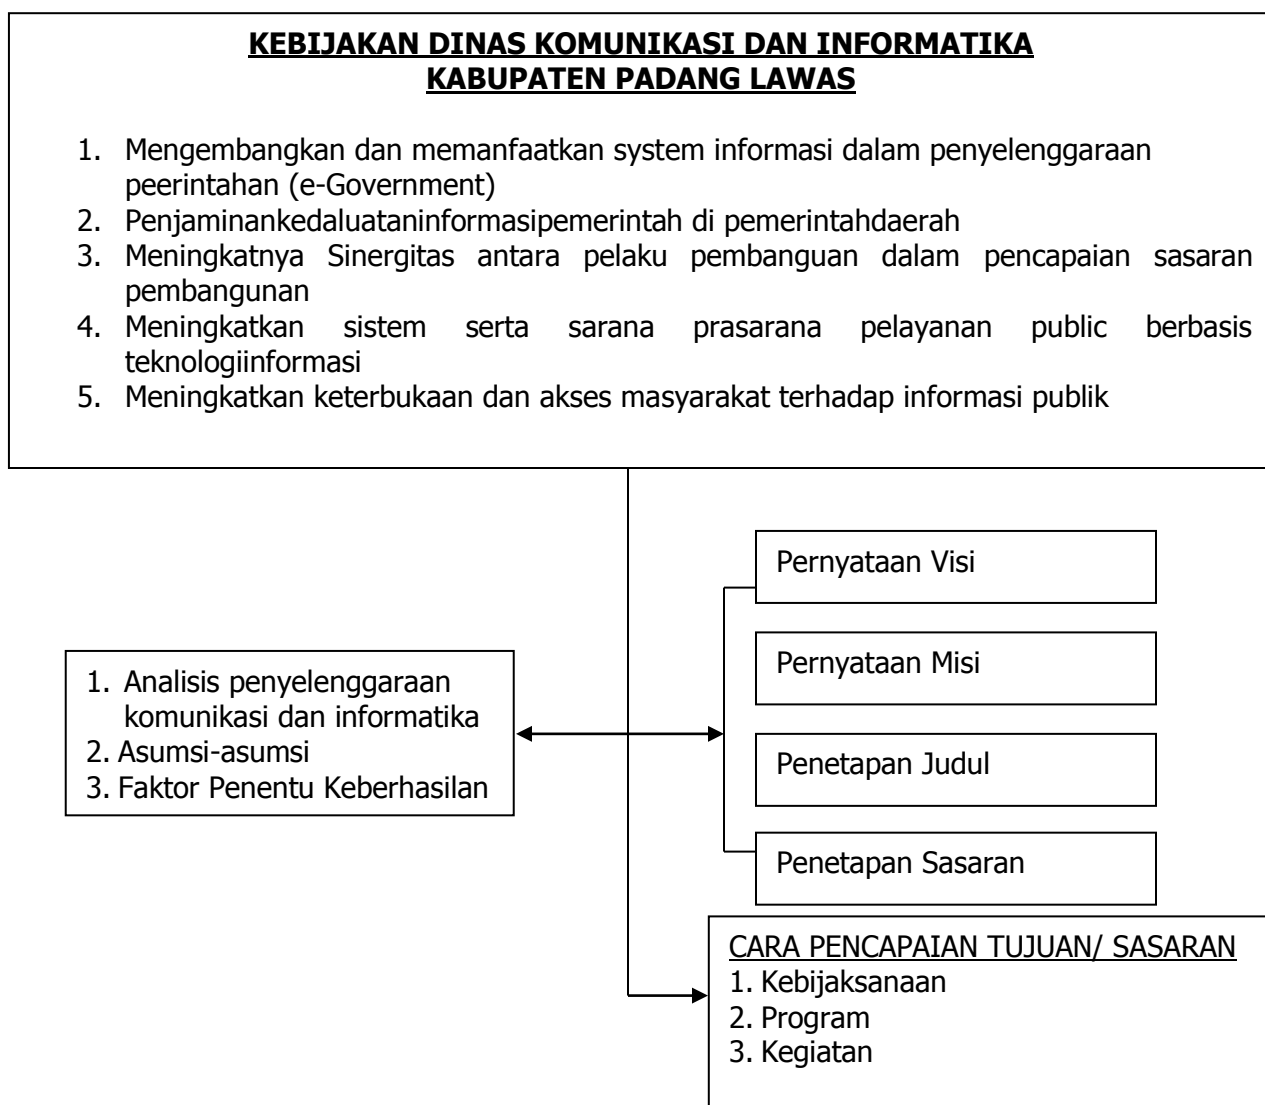 KEBIJAKAN DINAS KOMUNIKASI DAN INFORMATIKA
KABUPATEN PADANG LAWAS
1. Mengembangkan dan memanfaatkan system informasi dalam penyelenggaraan
peerintahan (e-Government)
2. Penjaminankedaluataninformasipemerintah di pemerintahdaerah
3. Meningkatnya Sinergitas antara pelaku pembanguan dalam pencapaian sasaran
pembangunan
4. Meningkatkan sistem serta sarana prasarana pelayanan public berbasis
teknologiinformasi
5. Meningkatkan keterbukaan dan akses masyarakat terhadap informasi publik
Pernyataan Visi
Pernyataan Misi
1. Analisis penyelenggaraan
komunikasi dan informatika
2. Asumsi-asumsi
3. Faktor Penentu Keberhasilan
Penetapan Judul
Penetapan Sasaran
CARA PENCAPAIAN TUJUAN/ SASARAN
1. Kebijaksanaan
2. Program
3. Kegiatan